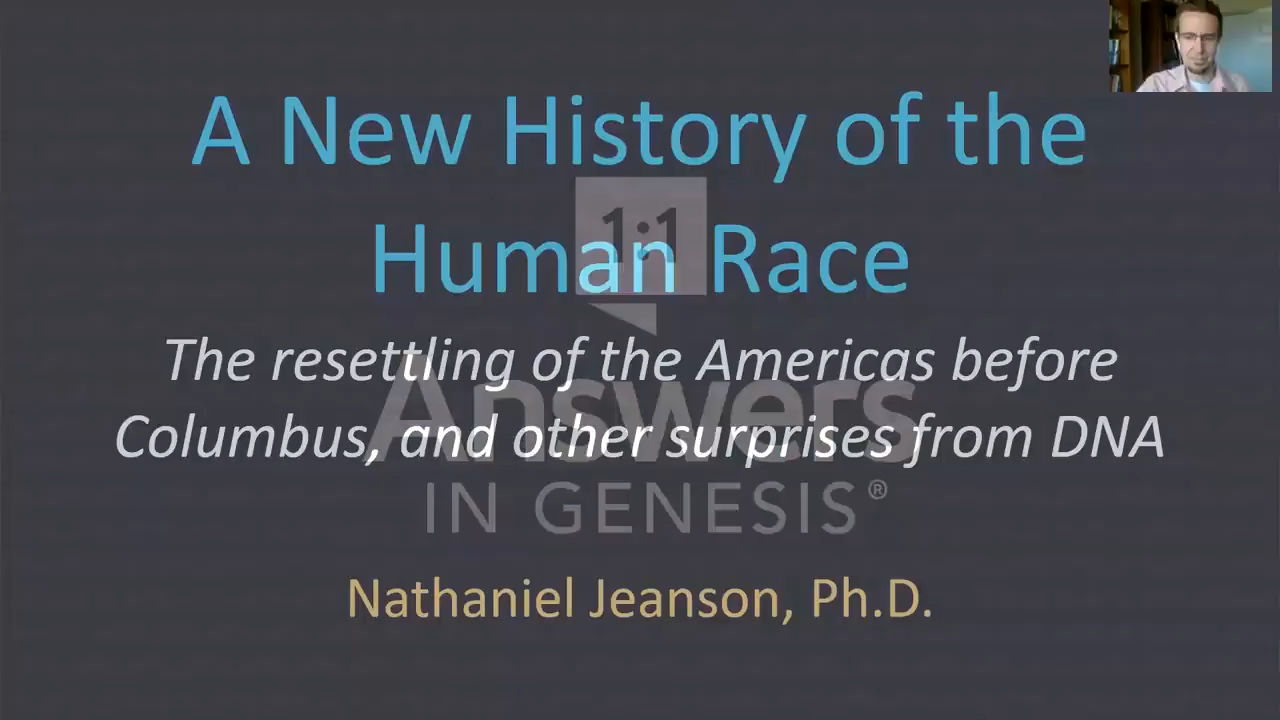 A New History of the
1:1
Human Race
The resettling of the Americas before
Columbus, and other surprises from DNA
Answers
IN GENESIS®
Nathaniel Jeanson, Ph.D.